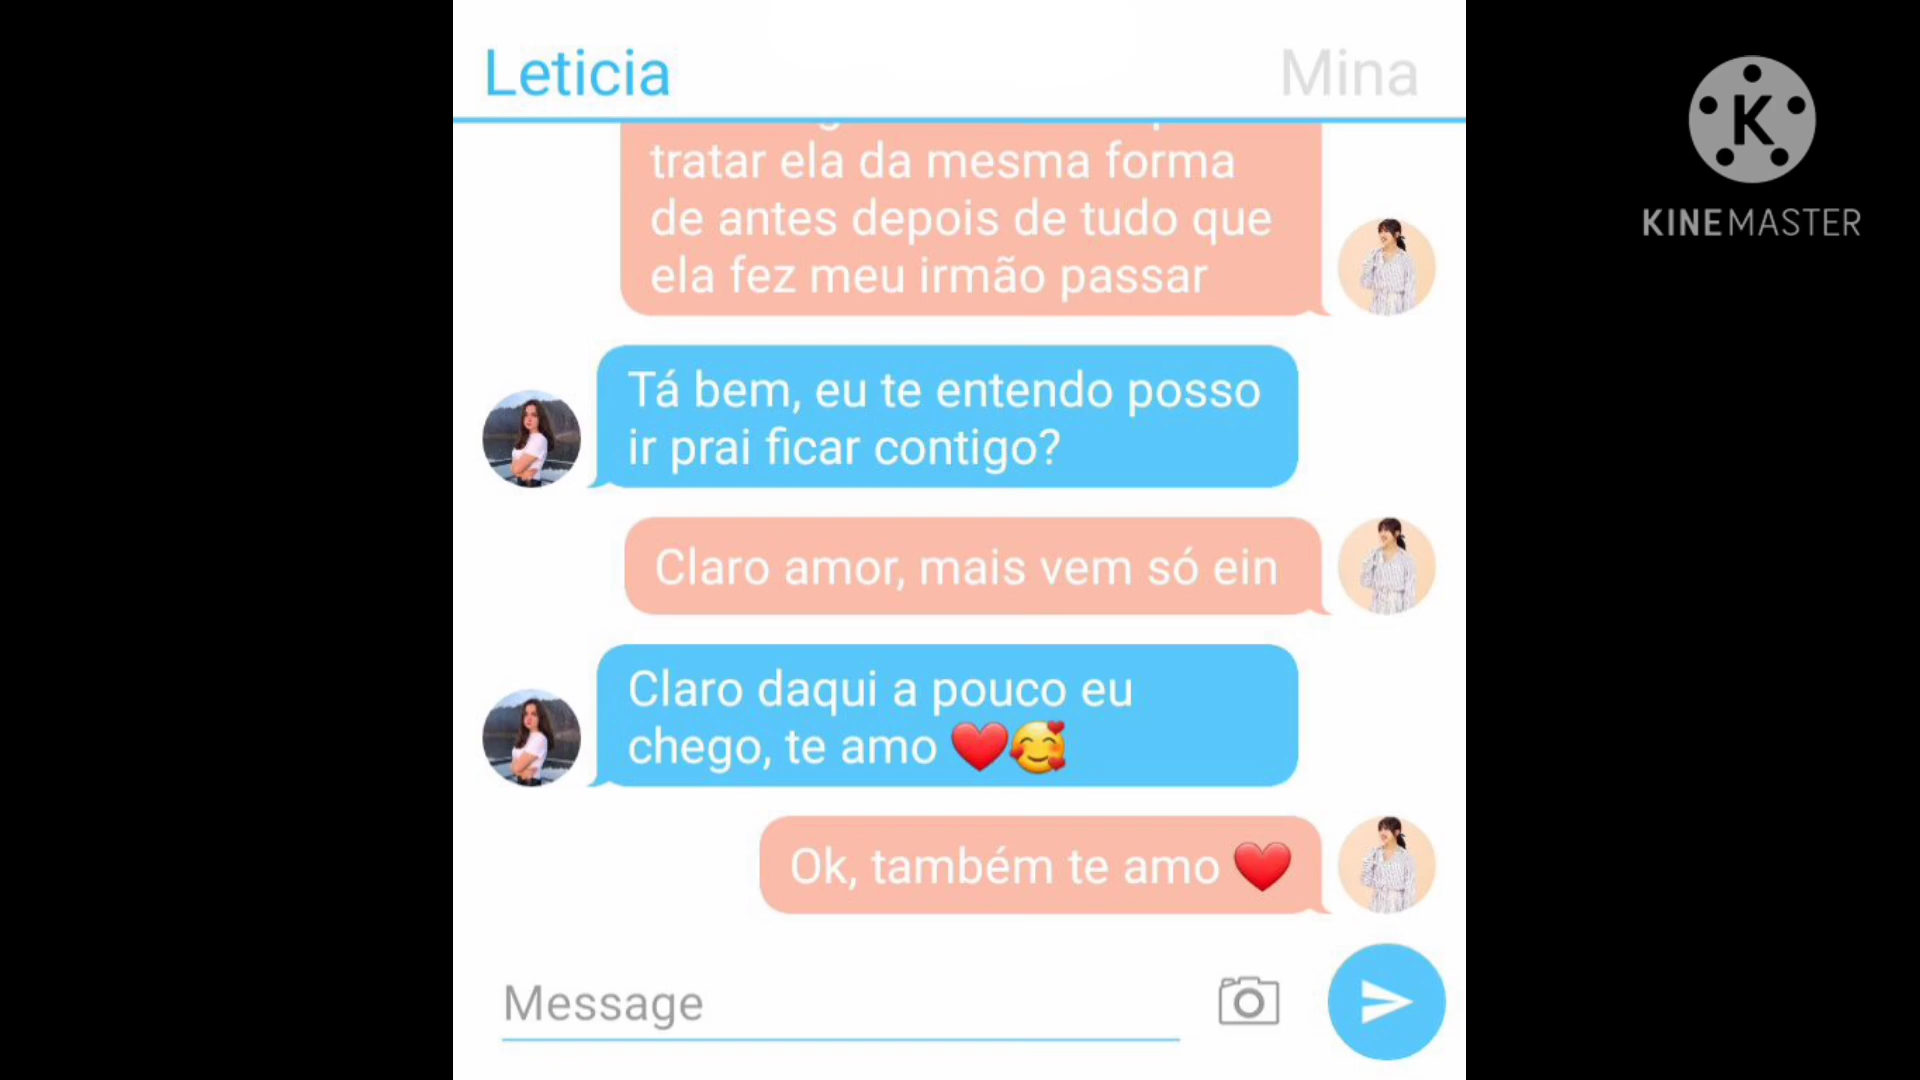 Leticia
Mina
tratar ela da mesma forma
de antes depois de tudo que
ela fez meu irmão passar
Tá bem, eu te entendo posso
ir prai ficar contigo?
Claro amor, mais vem só ein
Claro daqui a pouco eu
chego, te amo ❤️🥰
Ok, também te amo ❤️
Message
K
KINEMASTER